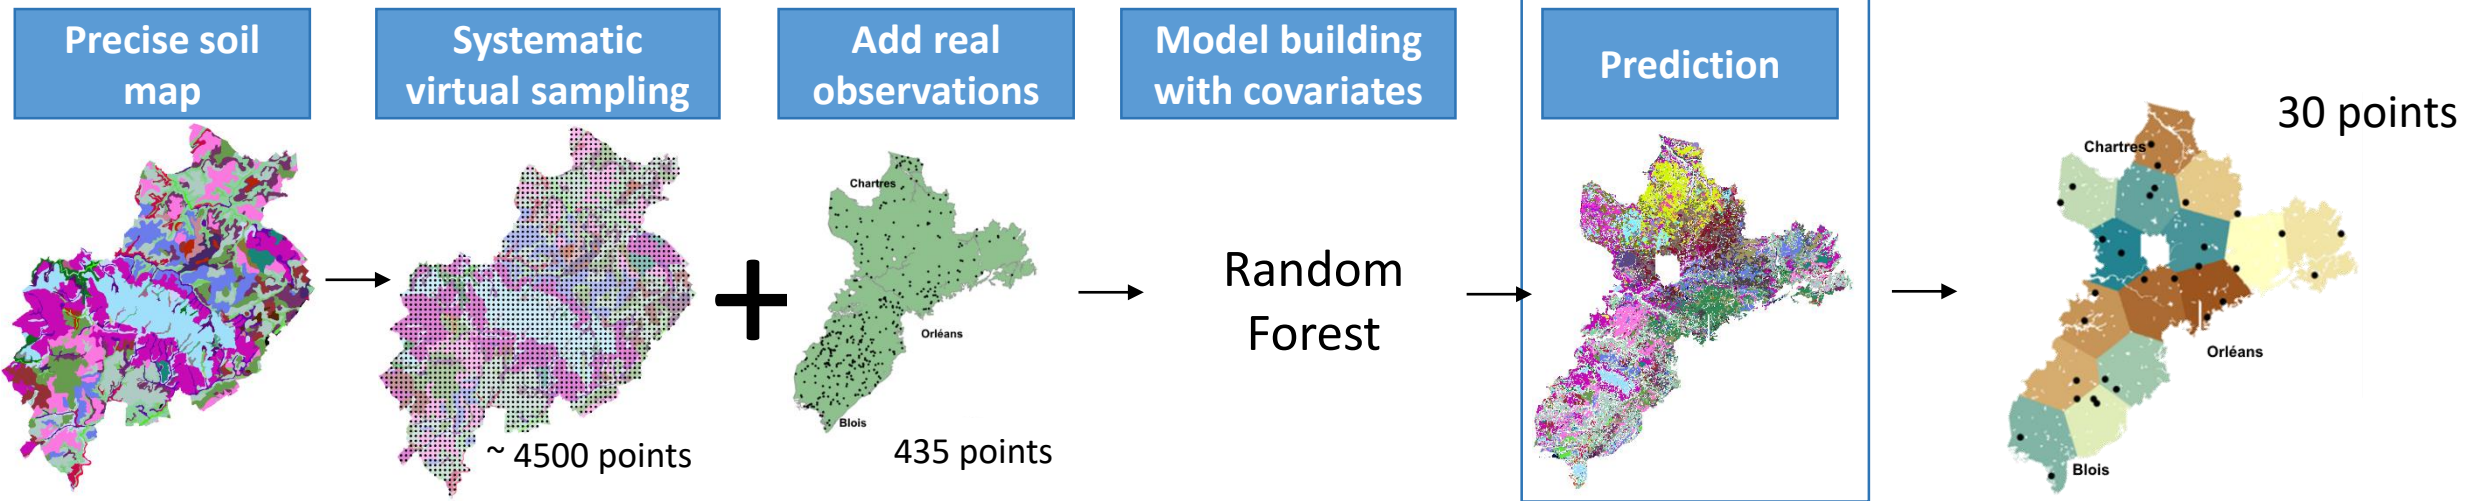 Precise soil
map
Systematic
virtual sampling
Add real
observations
Model building
with covariates
Prediction
~ 4500 points
+
Chartres
Orléans
Blois
435 points
Random
Forest
30 points
Chartres
Orléans
Blois